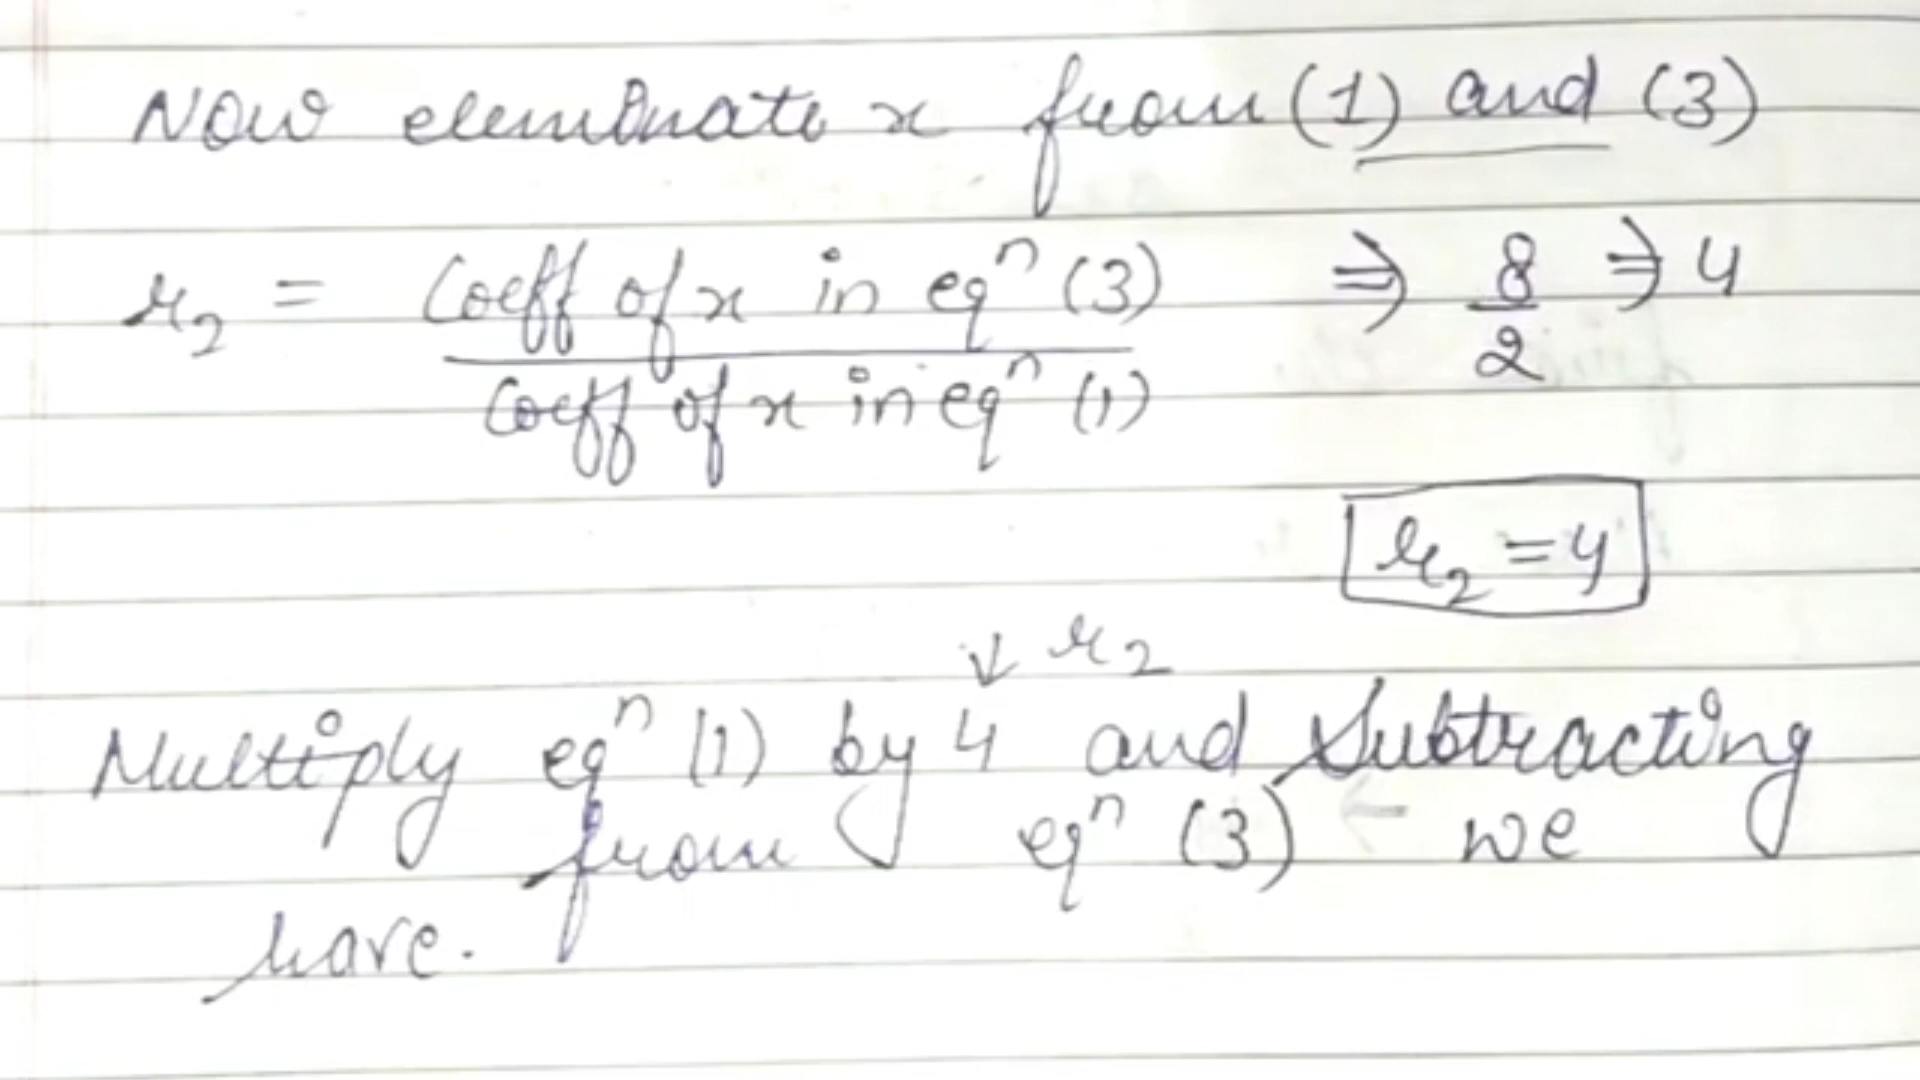 Now eleminate x from (1) and (3)
r₂ = Coeff of x in eqⁿ (3) / Coeff of x in eqⁿ (1) ⇒ 8/2 ⇒ 4
r₂ = 4
↓ r₂
Multiply eqⁿ (1) by 4 and Subtracting
from eqⁿ (3) we
have.